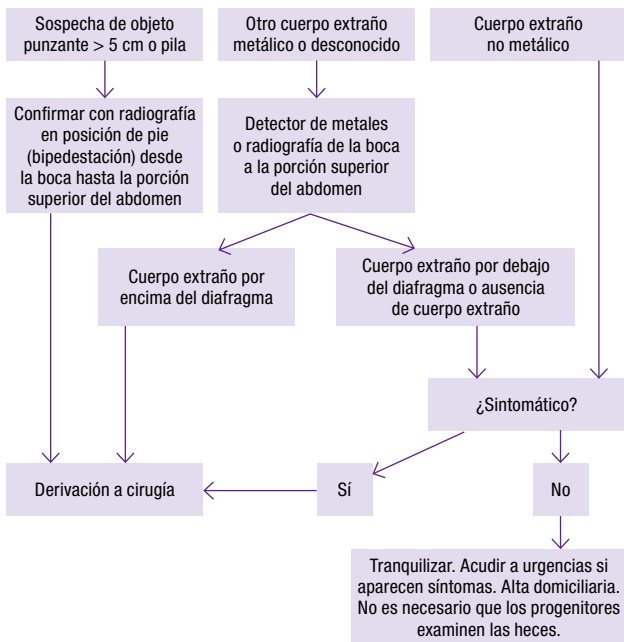 Sospecha de objeto
punzante > 5 cm o pila
Otro cuerpo extraño
metálico o desconocido
Cuerpo extraño
no metálico
Confirmar con radiografía
en posición de pie
(bipedestación) desde
la boca hasta la porción
superior del abdomen
Detector de metales
o radiografía de la boca
a la porción superior
del abdomen
Cuerpo extraño por
encima del diafragma
Cuerpo extraño por debajo
del diafragma o ausencia
de cuerpo extraño
¿Sintomático?
Derivación a cirugía
Sí
No
Tranquilizar. Acudir a urgencias si
aparecen síntomas. Alta domiciliaria.
No es necesario que los progenitores
examinen las heces.